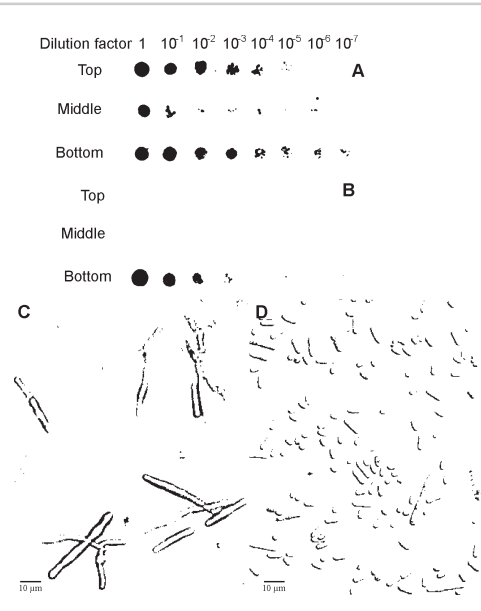 Dilution factor 1 10-1 10-2 10-3 10-4 10-5 10-6 10-7
Top
A
Middle
Bottom
B
Top
Middle
Bottom
C
D
10 µm
10 µm